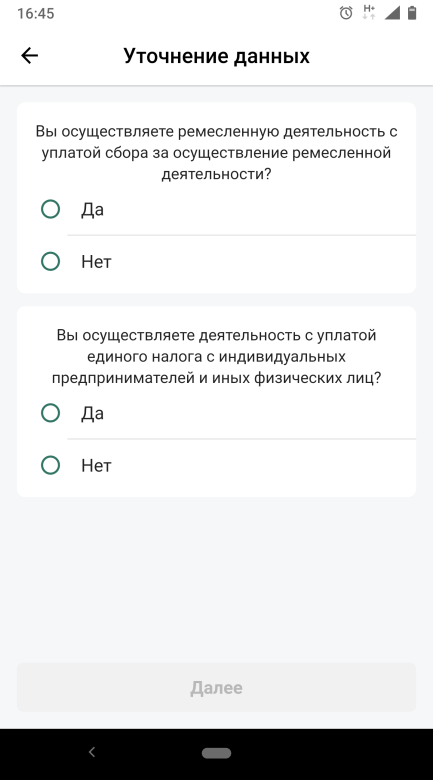 16:45
H+
Уточнение данных
Вы осуществляете ремесленную деятельность с
уплатой сбора за осуществление ремесленной
деятельности?
Да
Нет
Вы осуществляете деятельность с уплатой
единого налога с индивидуальных
предпринимателей и иных физических лиц?
Да
Нет
Далее